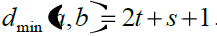 d_min (a, b) = 2t + s + 1.